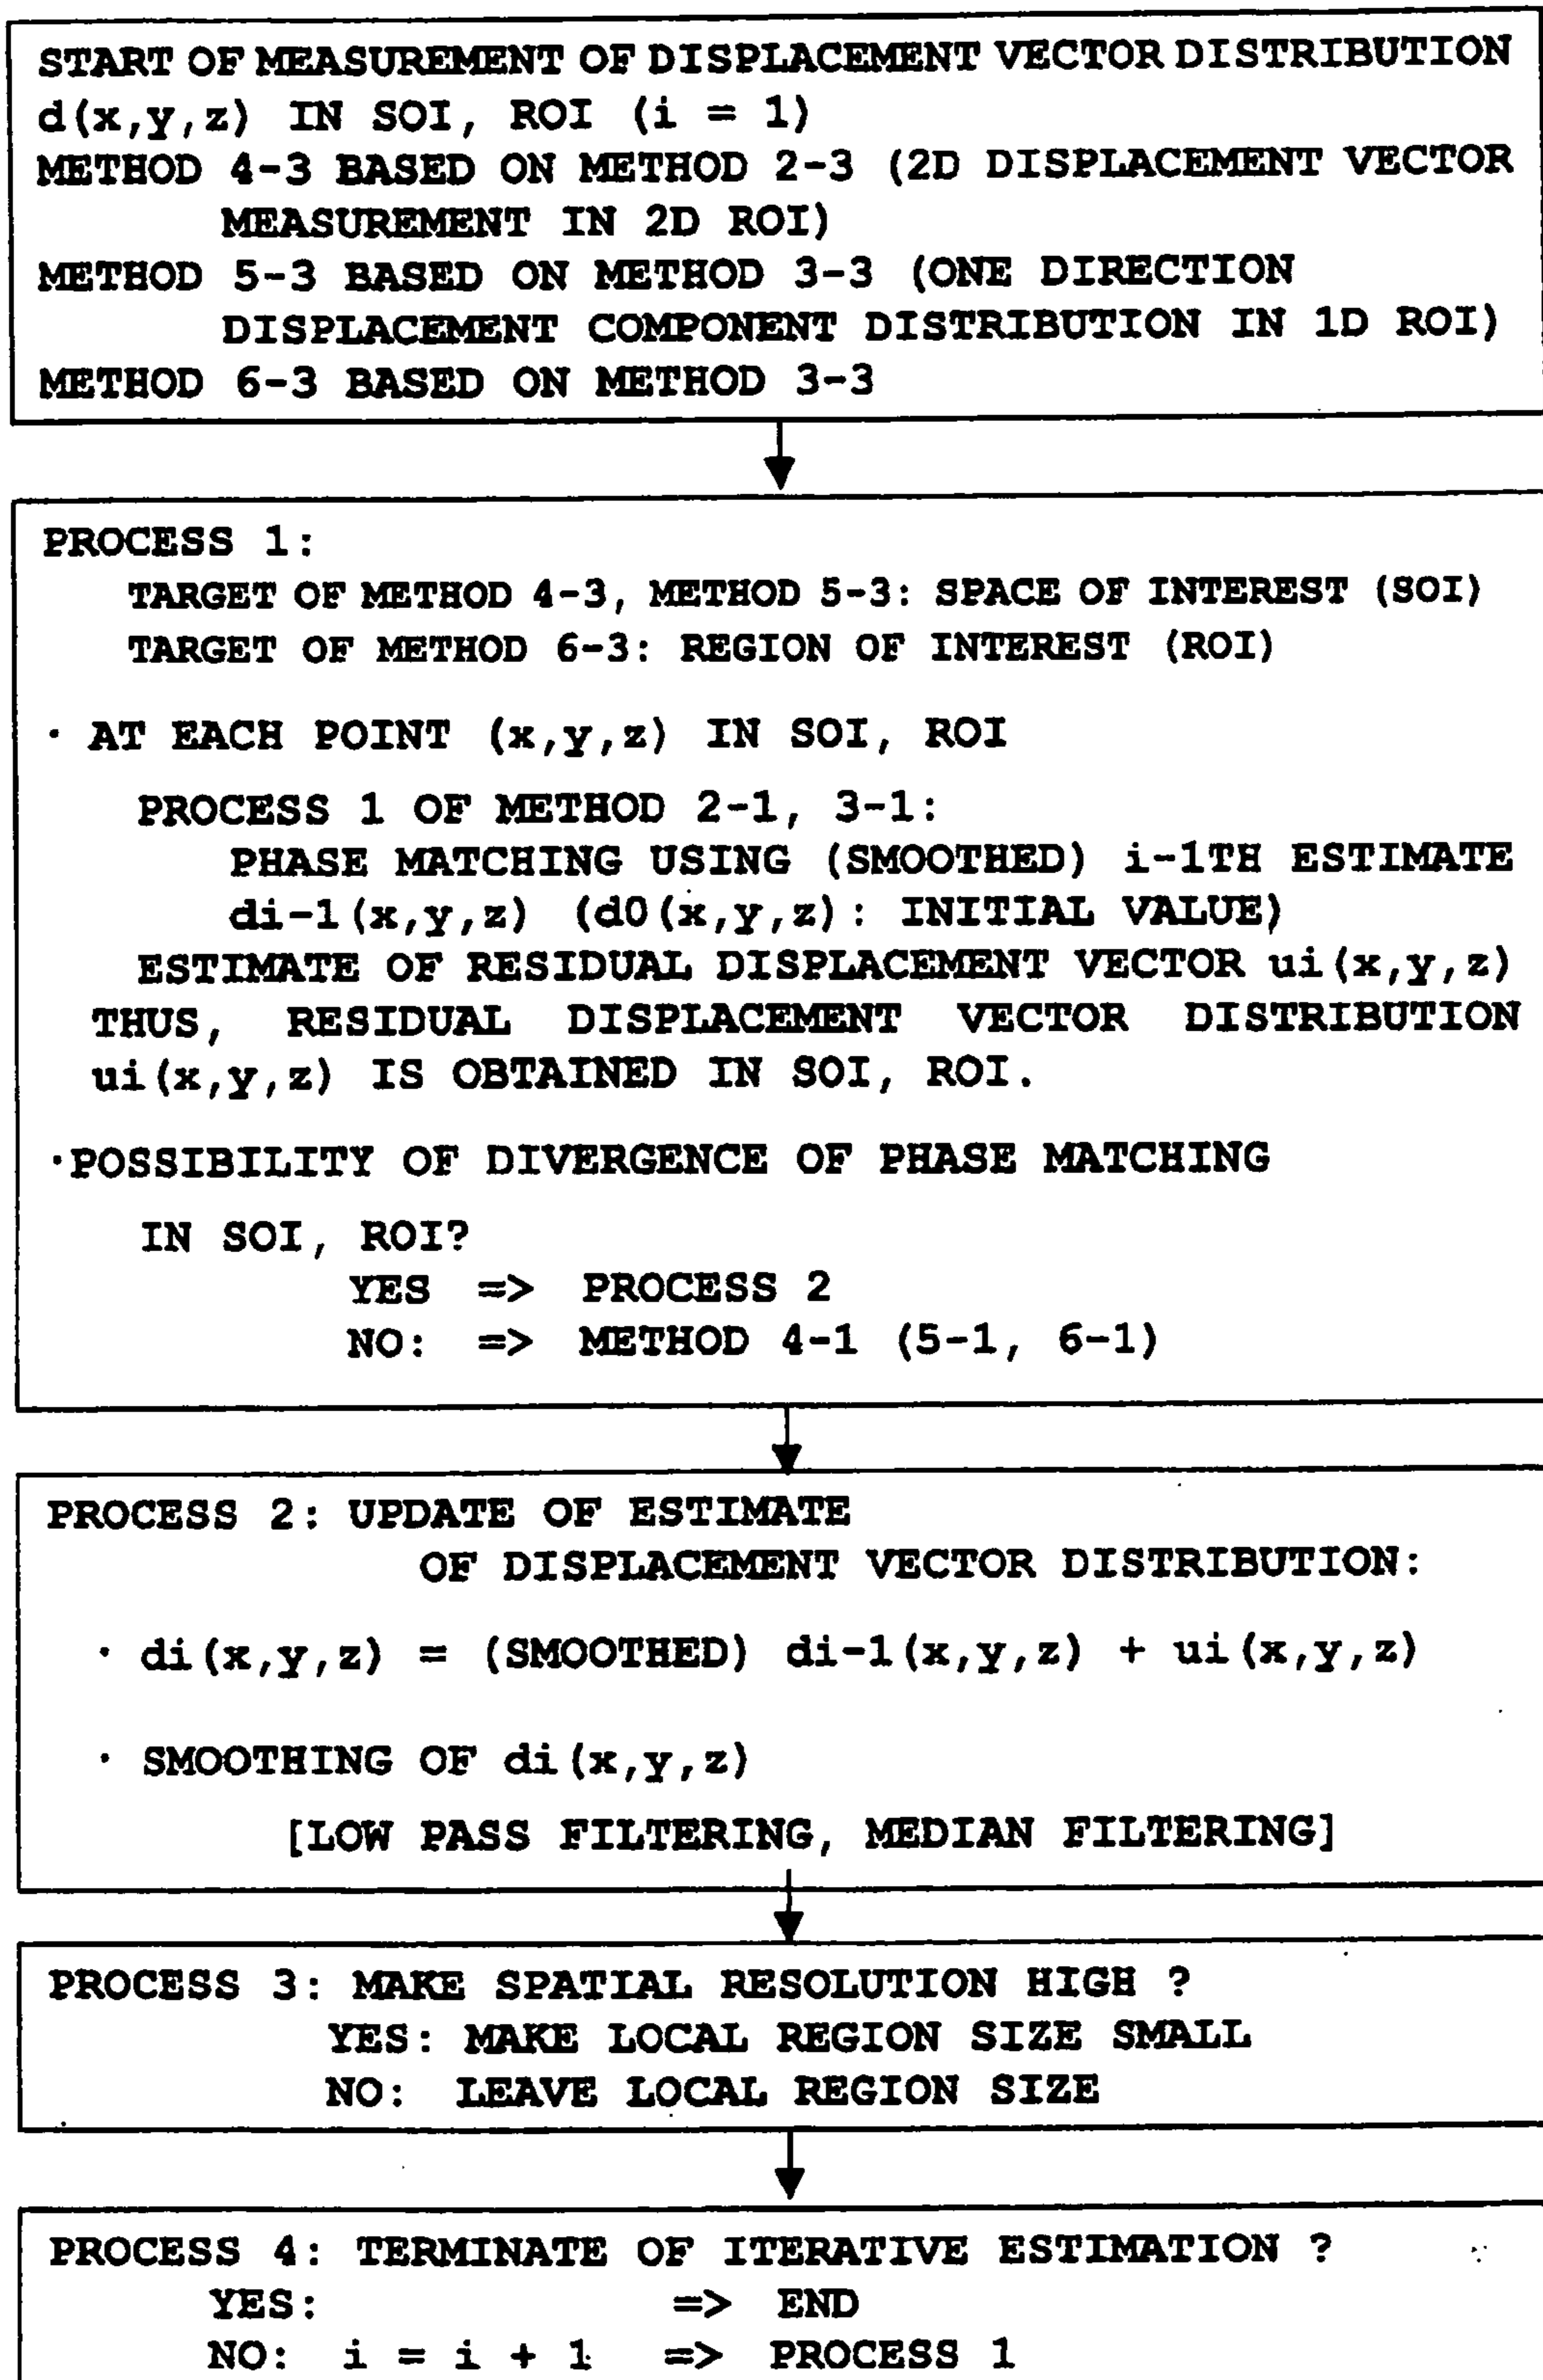 START OF MEASUREMENT OF DISPLACEMENT VECTOR DISTRIBUTION
d(x,y,z) IN SOI, ROI (i = 1)
METHOD 4-3 BASED ON METHOD 2-3 (2D DISPLACEMENT VECTOR
MEASUREMENT IN 2D ROI)
METHOD 5-3 BASED ON METHOD 3-3 (ONE DIRECTION
DISPLACEMENT COMPONENT DISTRIBUTION IN 1D ROI)
METHOD 6-3 BASED ON METHOD 3-3
PROCESS 1:
TARGET OF METHOD 4-3, METHOD 5-3: SPACE OF INTEREST (SOI)
TARGET OF METHOD 6-3: REGION OF INTEREST (ROI)
· AT EACH POINT (x,y,z) IN SOI, ROI
PROCESS 1 OF METHOD 2-1, 3-1:
PHASE MATCHING USING (SMOOTHED) i-1TH ESTIMATE
di-1(x,y,z) (d0(x,y,z): INITIAL VALUE)
ESTIMATE OF RESIDUAL DISPLACEMENT VECTOR ui(x,y,z)
THUS, RESIDUAL DISPLACEMENT VECTOR DISTRIBUTION
ui(x,y,z) IS OBTAINED IN SOI, ROI.
·POSSIBILITY OF DIVERGENCE OF PHASE MATCHING
IN SOI, ROI?
YES => PROCESS 2
NO: => METHOD 4-1 (5-1, 6-1)
PROCESS 2: UPDATE OF ESTIMATE
OF DISPLACEMENT VECTOR DISTRIBUTION:
· di(x,y,z) = (SMOOTHED) di-1(x,y,z) + ui(x,y,z)
· SMOOTHING OF di(x,y,z)
[LOW PASS FILTERING, MEDIAN FILTERING]
PROCESS 3: MAKE SPATIAL RESOLUTION HIGH ?
YES: MAKE LOCAL REGION SIZE SMALL
NO: LEAVE LOCAL REGION SIZE
PROCESS 4: TERMINATE OF ITERATIVE ESTIMATION ?
YES: => END
NO: i = i + 1 => PROCESS 1